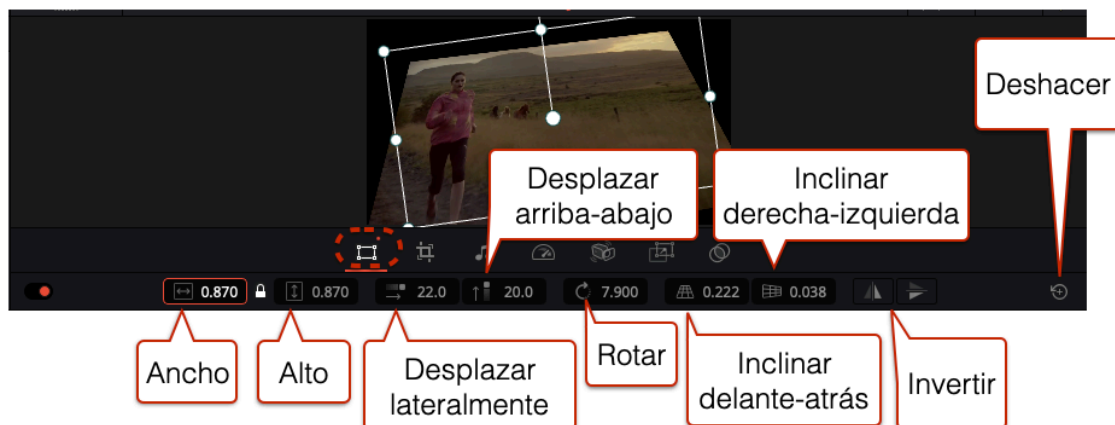 Deshacer
Desplazar
arriba-abajo
Inclinar
derecha-izquierda
0.870
0.870
22.0
20.0
7.900
0.222
0.038
Ancho
Alto
Desplazar
lateralmente
Rotar
Inclinar
delante-atrás
Invertir